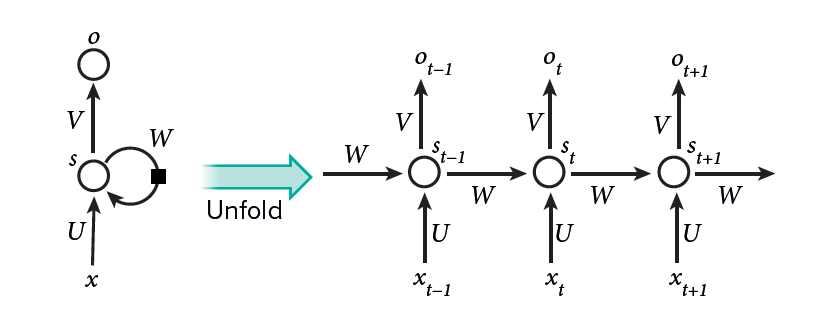 o
V
s
W
U
x
Unfold
o_{t-1} o_t o_{t+1}
V V V
W s_{t-1} s_t s_{t+1}
W W W
U U U
x_{t-1} x_t x_{t+1}